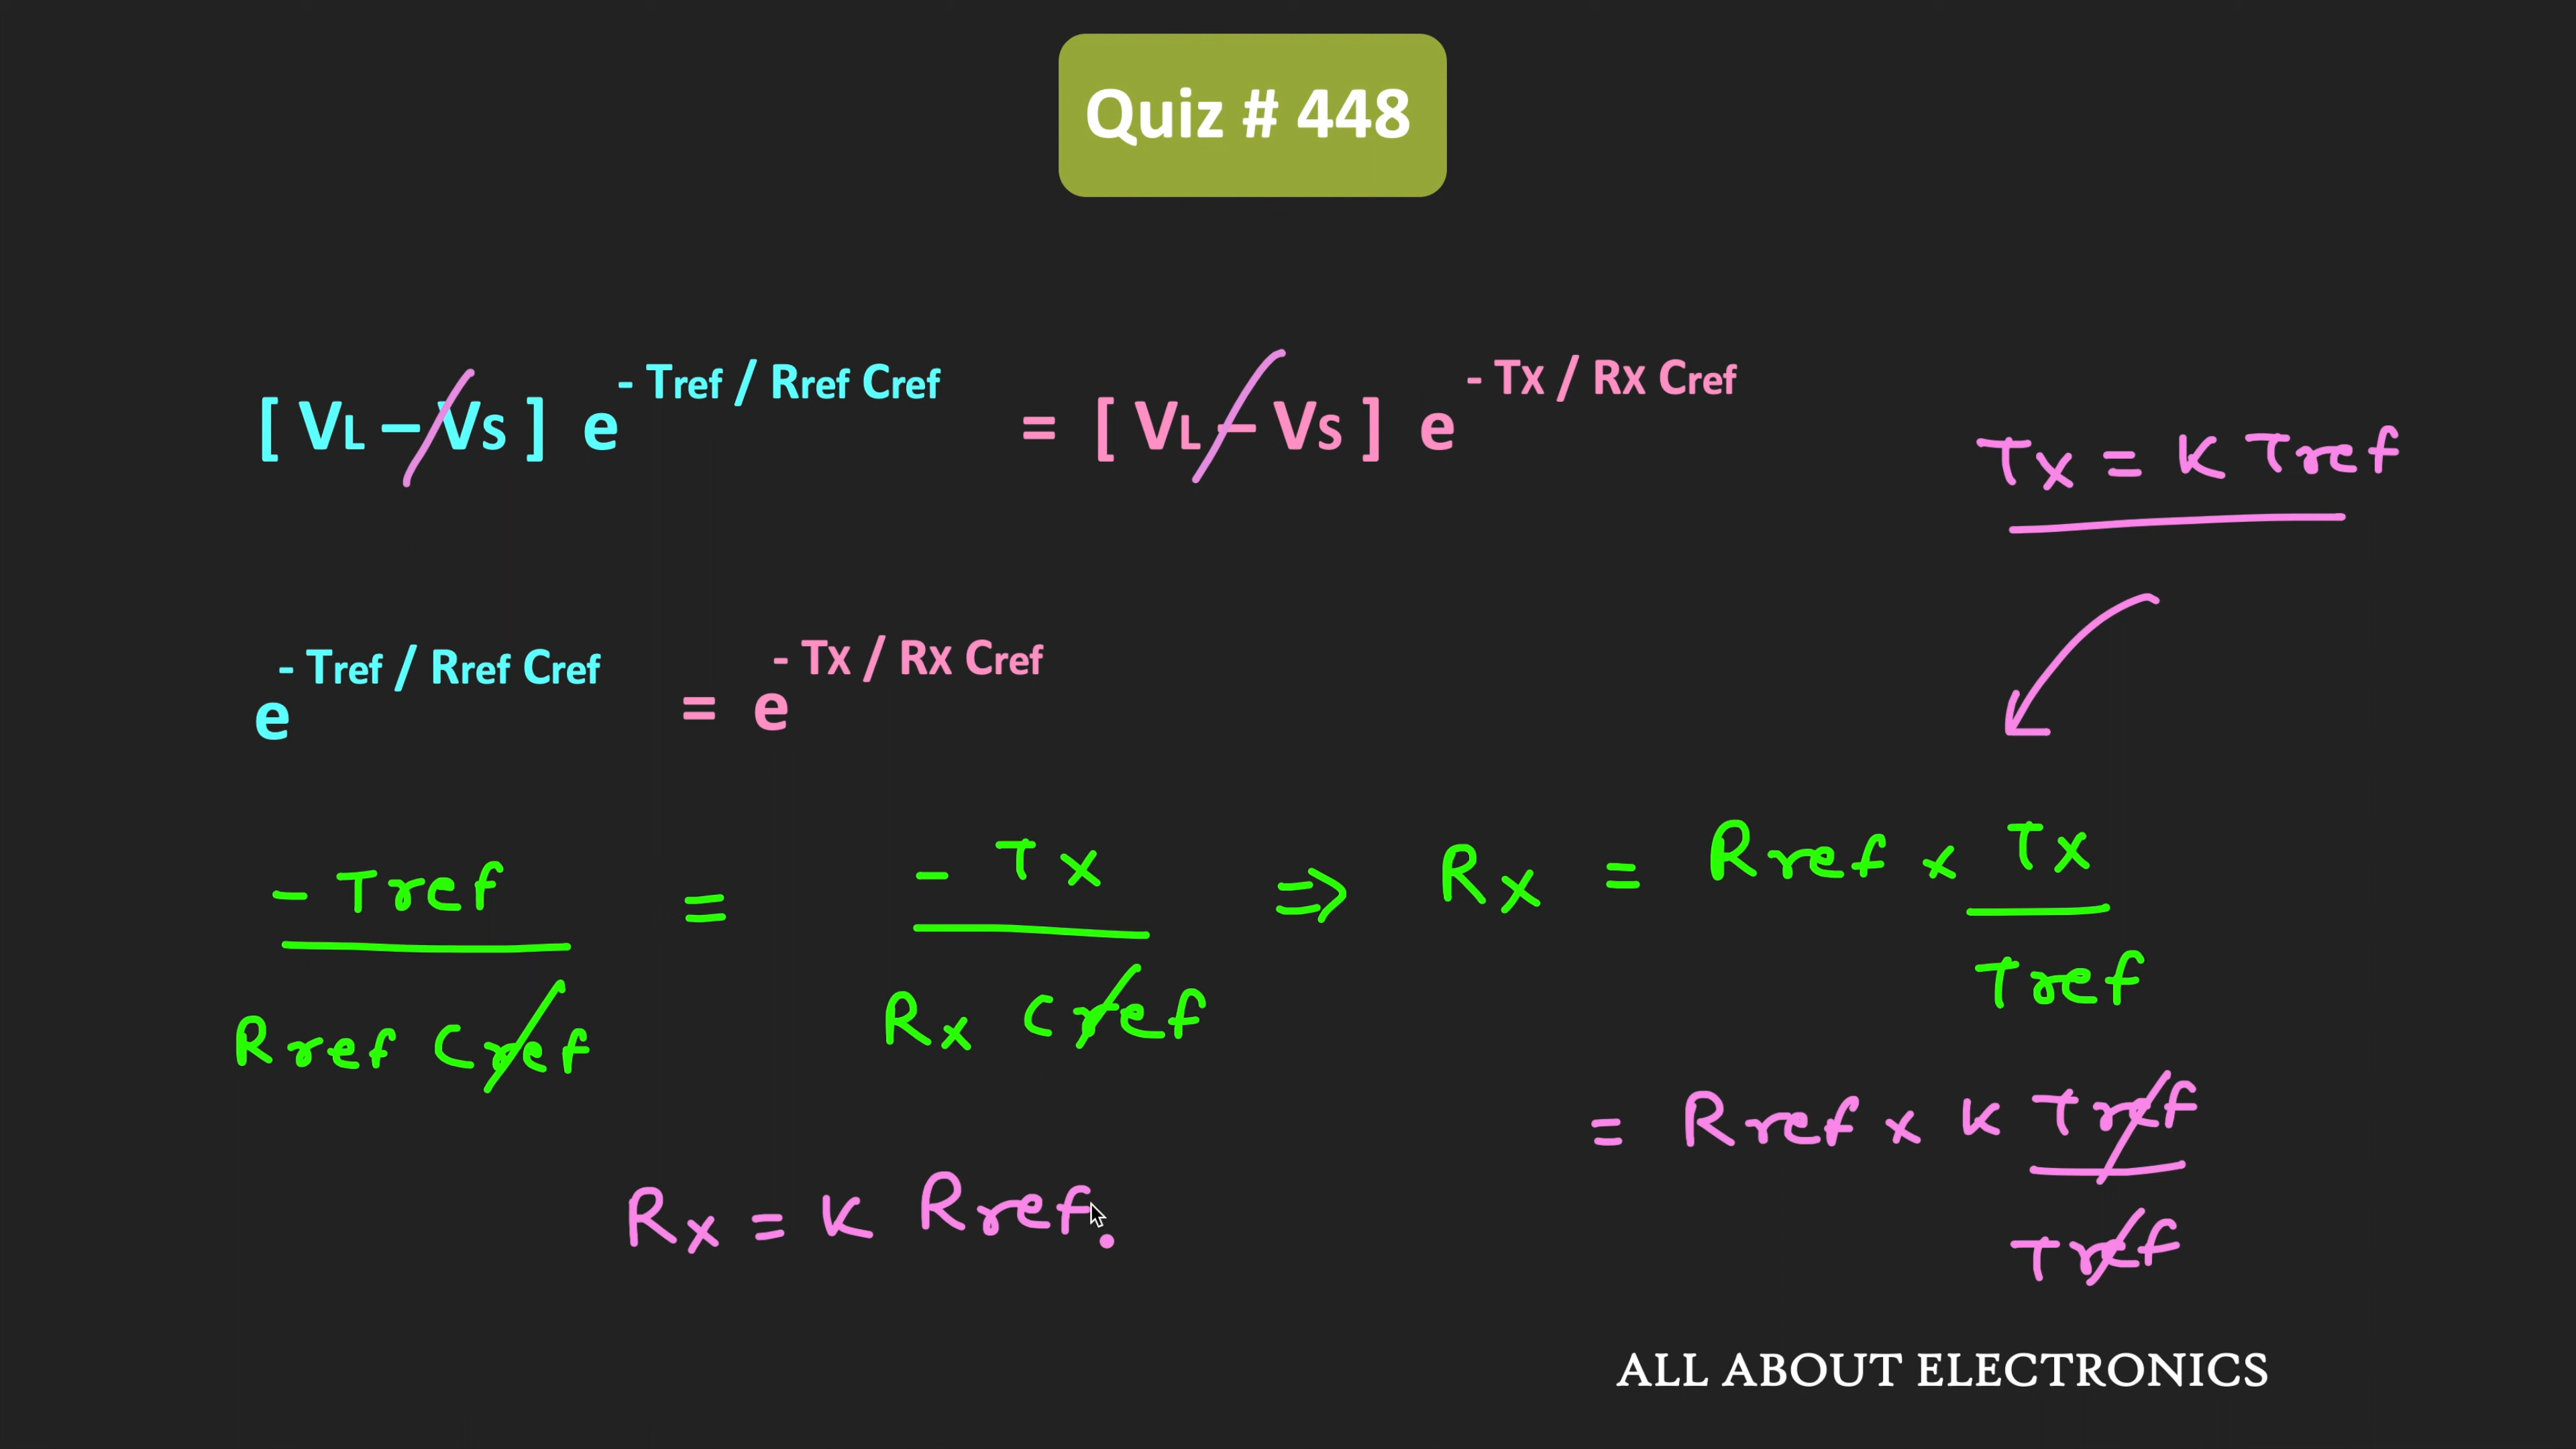 Quiz # 448
[ VL – Vs ] e - Tref / Rref Cref = [ VL – Vs ] e - Tx / Rx Cref
Tx = K Tref
e - Tref / Rref Cref = e - Tx / Rx Cref
- Tref / Rref Cref = - Tx / Rx Cref ⇒ Rx = Rref x Tx / Tref
= Rref x K Tref / Tref
Rx = K Rref.
ALL ABOUT ELECTRONICS